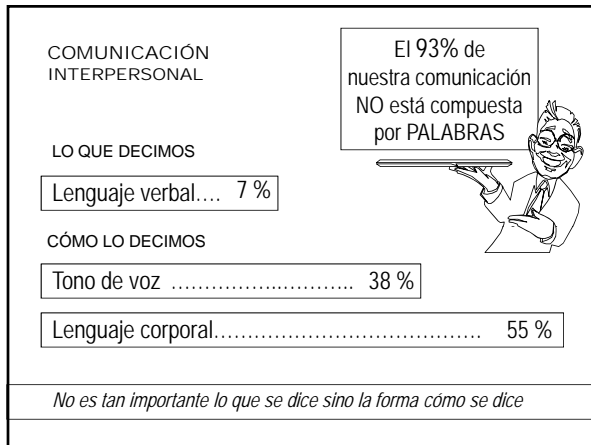 COMUNICACIÓN
INTERPERSONAL
El 93% de
nuestra comunicación
NO está compuesta
por PALABRAS
LO QUE DECIMOS
Lenguaje verbal.... 7 %
CÓMO LO DECIMOS
Tono de voz ........................... 38 %
Lenguaje corporal....................................... 55 %
No es tan importante lo que se dice sino la forma cómo se dice